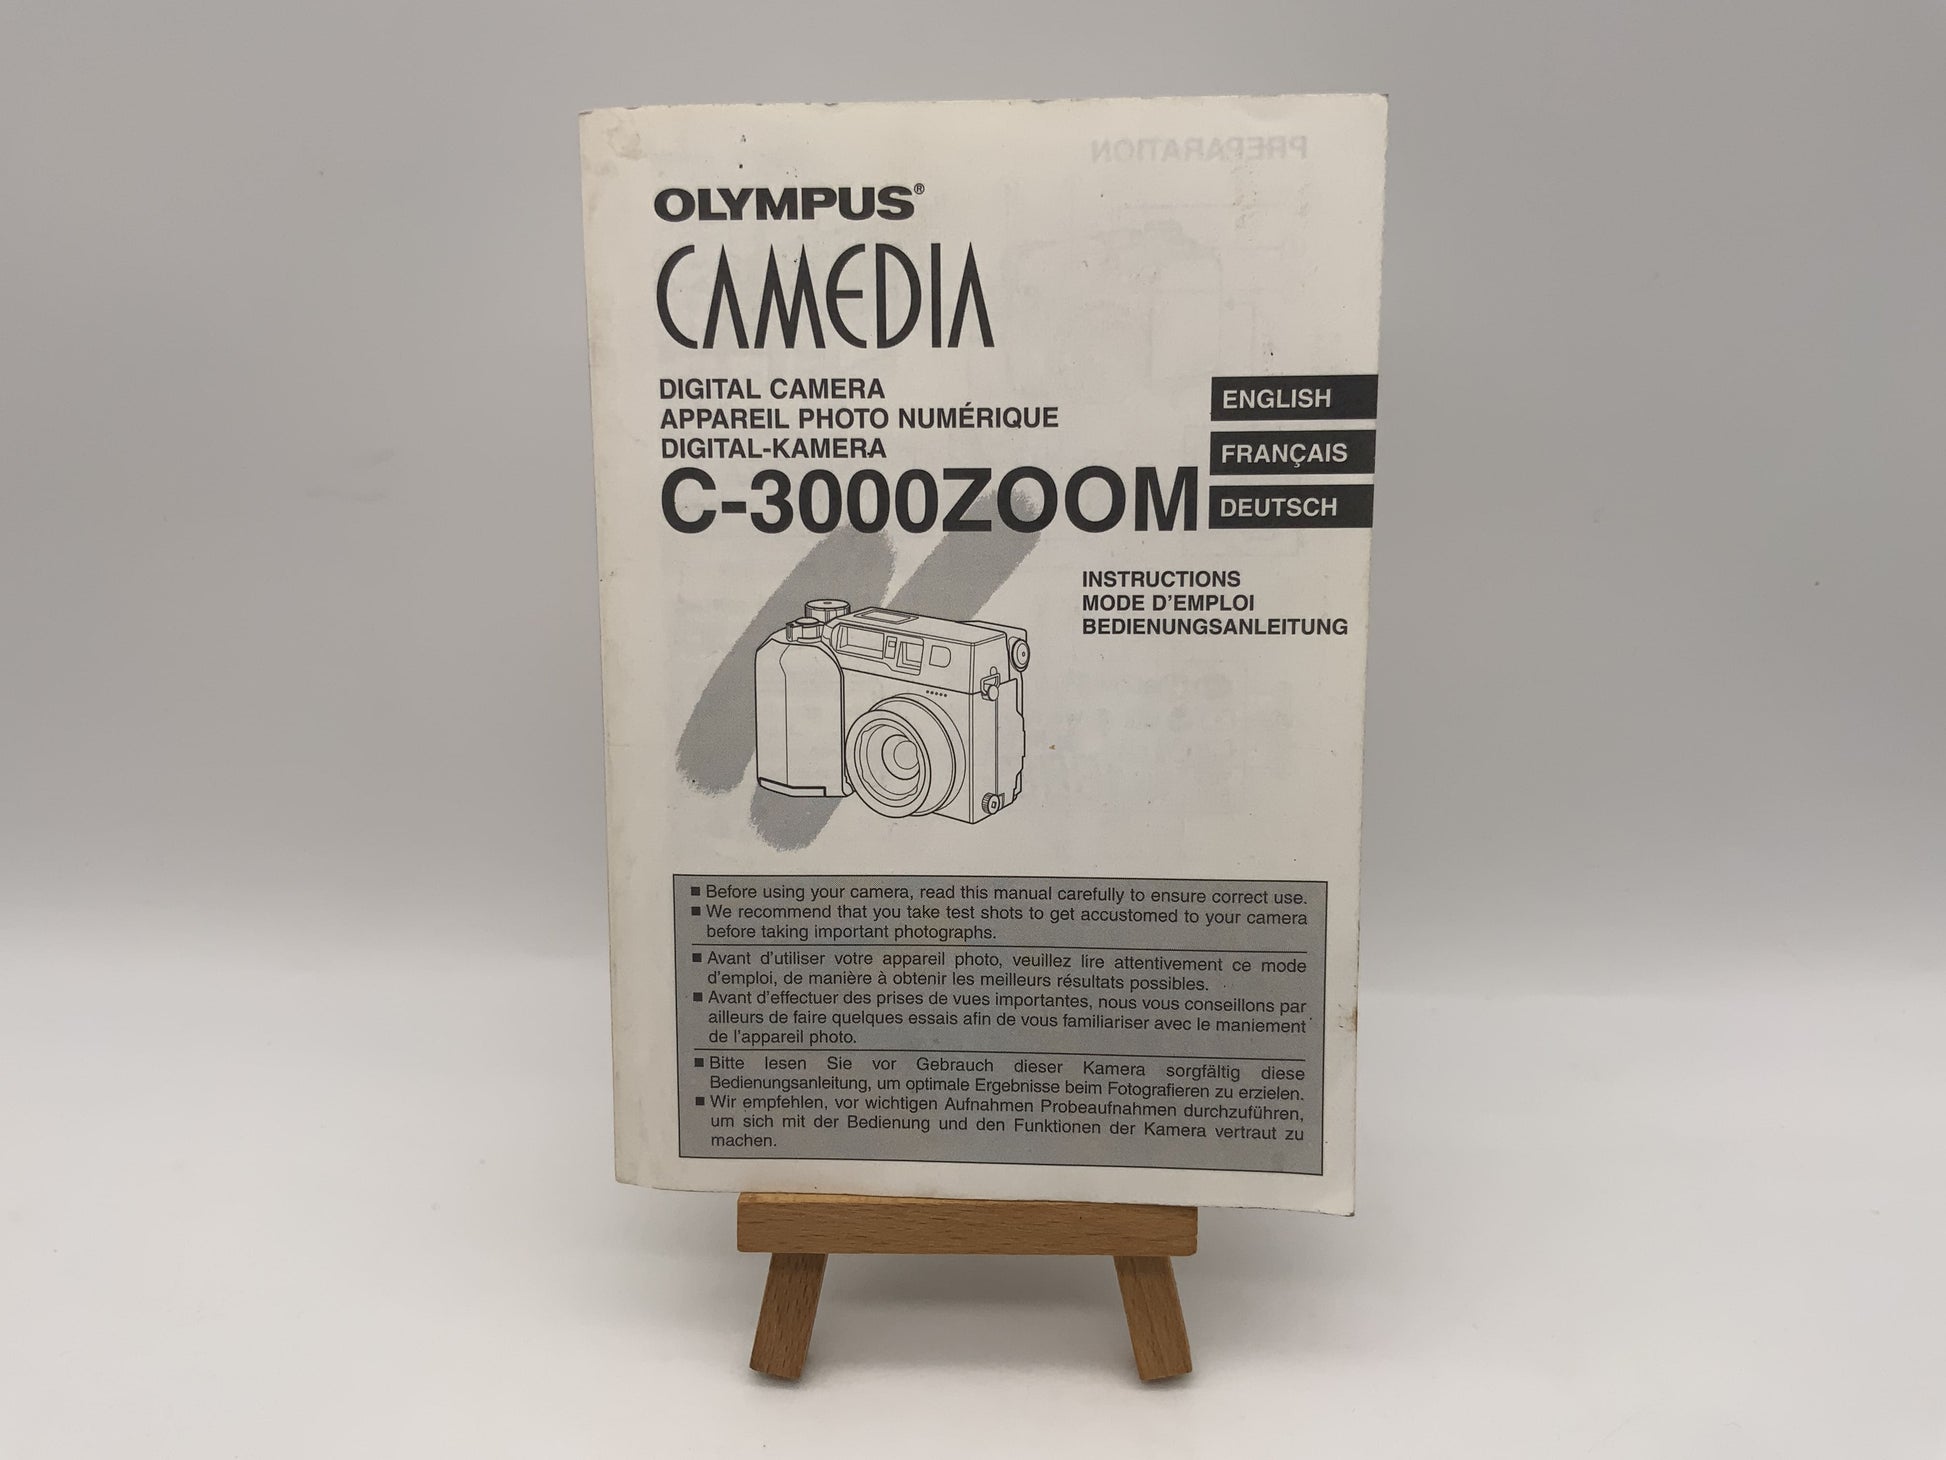 PREPARATION
OLYMPUS®
CAMEDIA
DIGITAL CAMERA
APPAREIL PHOTO NUMÉRIQUE
DIGITAL-KAMERA
C-3000ZOOM
ENGLISH
FRANÇAIS
DEUTSCH
INSTRUCTIONS
MODE D'EMPLOI
BEDIENUNGSANLEITUNG
■ Before using your camera, read this manual carefully to ensure correct use.
■ We recommend that you take test shots to get accustomed to your camera
before taking important photographs.
■ Avant d'utiliser votre appareil photo, veuillez lire attentivement ce mode
d'emploi, de manière à obtenir les meilleurs résultats possibles.
■ Avant d'effectuer des prises de vues importantes, nous vous conseillons par
ailleurs de faire quelques essais afin de vous familiariser avec le maniement
de l'appareil photo.
■ Bitte lesen Sie vor Gebrauch dieser Kamera sorgfältig diese
Bedienungsanleitung, um optimale Ergebnisse beim Fotografieren zu erzielen.
■ Wir empfehlen, vor wichtigen Aufnahmen Probeaufnahmen durchzuführen,
um sich mit der Bedienung und den Funktionen der Kamera vertraut zu
machen.